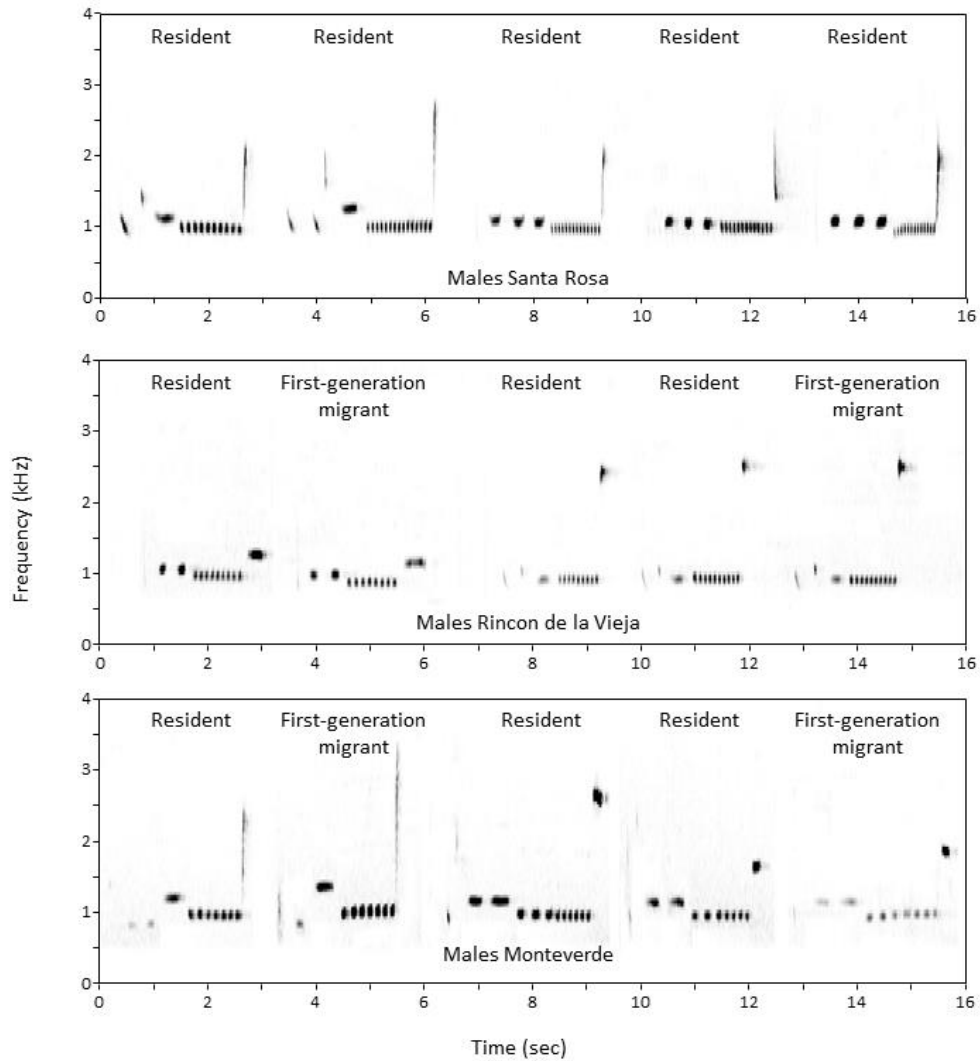 4
Resident Resident Resident Resident Resident
3
2
1
Males Santa Rosa
0
0 2 4 6 8 10 12 14 16
4
Resident First-generation Resident Resident First-generation
migrant migrant
3
2
1
Males Rincon de la Vieja
0
0 2 4 6 8 10 12 14 16
4
Resident First-generation Resident Resident First-generation
migrant migrant
3
2
1
Males Monteverde
0
0 2 4 6 8 10 12 14 16
Frequency (kHz)
Time (sec)